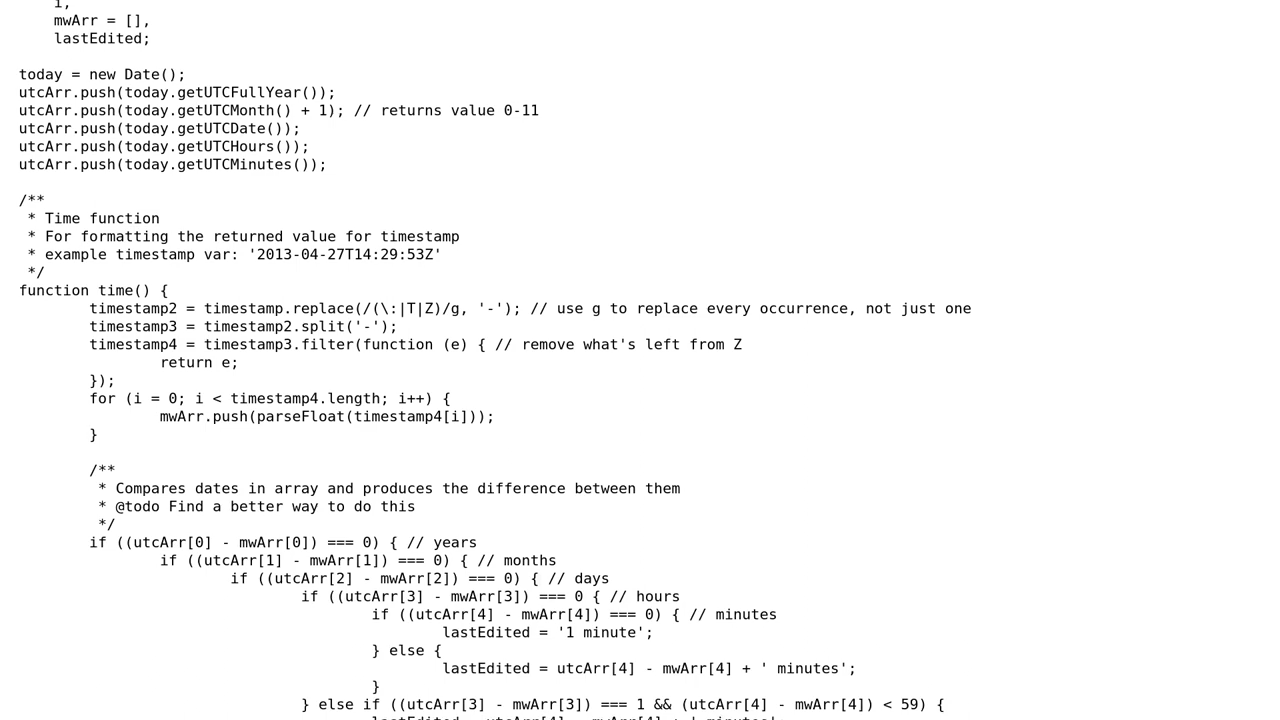 i,
    mwArr = [],
    lastEdited;

today = new Date();
utcArr.push(today.getUTCFullYear());
utcArr.push(today.getUTCMonth() + 1); // returns value 0-11
utcArr.push(today.getUTCDate());
utcArr.push(today.getUTCHours());
utcArr.push(today.getUTCMinutes());

/**
 * Time function
 * For formatting the returned value for timestamp
 * example timestamp var: '2013-04-27T14:29:53Z'
 */
function time() {
        timestamp2 = timestamp.replace(/(\:|T|Z)/g, '-'); // use g to replace every occurrence, not just one
        timestamp3 = timestamp2.split('-');
        timestamp4 = timestamp3.filter(function (e) { // remove what's left from Z
                return e;
        });
        for (i = 0; i < timestamp4.length; i++) {
                mwArr.push(parseFloat(timestamp4[i]));
        }

        /**
         * Compares dates in array and produces the difference between them
         * @todo Find a better way to do this
         */
        if ((utcArr[0] - mwArr[0]) === 0) { // years
                if ((utcArr[1] - mwArr[1]) === 0) { // months
                        if ((utcArr[2] - mwArr[2]) === 0) { // days
                                if ((utcArr[3] - mwArr[3]) === 0 { // hours
                                        if ((utcArr[4] - mwArr[4]) === 0) { // minutes
                                                lastEdited = '1 minute';
                                        } else {
                                                lastEdited = utcArr[4] - mwArr[4] + ' minutes';
                                        }
                                } else if ((utcArr[3] - mwArr[3]) === 1 && (utcArr[4] - mwArr[4]) < 59) {